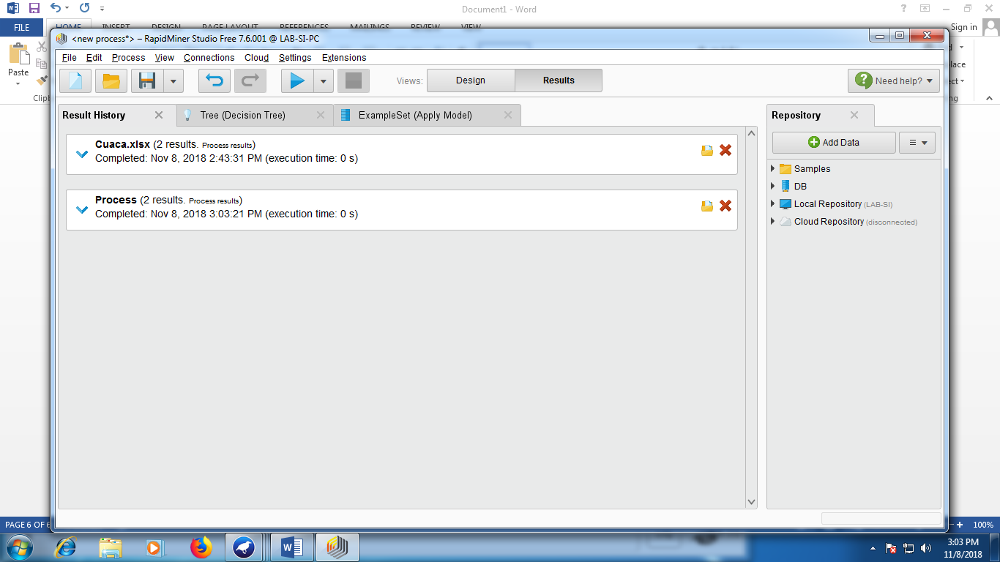 Document1 - Word
FILE
HOME INSERT DESIGN PAGE LAYOUT REFERENCES MAILINGS REVIEW VIEW
Sign in
Paste
<new process*> – RapidMiner Studio Free 7.6.001 @ LAB-SI-PC
File Edit Process View Connections Cloud Settings Extensions
Views: Design Results
Need help?
Result History
Tree (Decision Tree)
ExampleSet (Apply Model)
Repository
Cuaca.xlsx (2 results. Process results)
Completed: Nov 8, 2018 2:43:31 PM (execution time: 0 s)
Process (2 results. Process results)
Completed: Nov 8, 2018 3:03:21 PM (execution time: 0 s)
Add Data
Samples
DB
Local Repository (LAB-SI)
Cloud Repository (disconnected)
PAGE 6 OF 6
100%
3:03 PM
11/8/2018